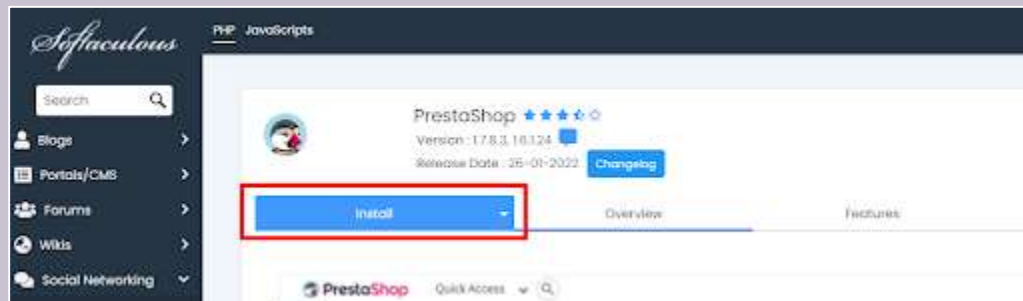 Softaculous
PHP JavaScripts
Search
Blogs
Portals/CMS
Forums
Wikis
Social Networking
PrestaShop
Version : 1.7.8.3, 1.6.1.24
Release Date : 26-01-2022 Changelog
Install
Overview
Features
PrestaShop Quick Access